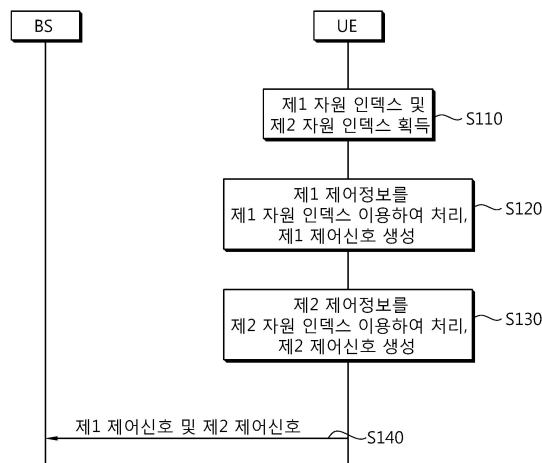 BS
UE
제1 자원 인덱스 및
제2 자원 인덱스 획득
S110
제1 제어정보를
제1 자원 인덱스 이용하여 처리,
제1 제어신호 생성
S120
제2 제어정보를
제2 자원 인덱스 이용하여 처리,
제2 제어신호 생성
S130
제1 제어신호 및 제2 제어신호
S140